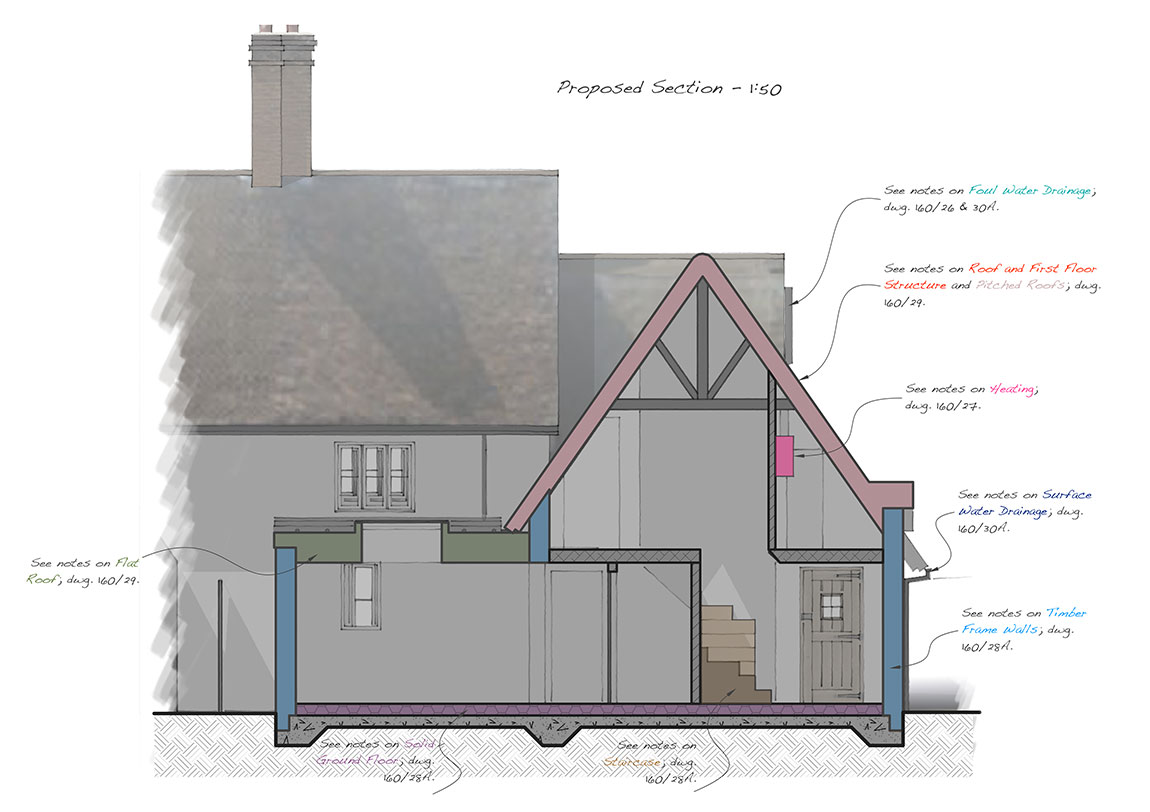 Proposed Section - 1:50
See notes on Foul Water Drainage;
dwg. 160/26 & 30A.
See notes on Roof and First Floor
Structure and Pitched Roofs; dwg.
160/29.
See notes on Heating;
dwg. 160/27.
See notes on Surface
Water Drainage; dwg.
160/30A.
See notes on Flat
Roof; dwg. 160/29.
See notes on Timber
Frame Walls; dwg.
160/28A.
See notes on Solid
Ground Floor; dwg.
160/28A.
See notes on
Staircase; dwg.
160/28A.